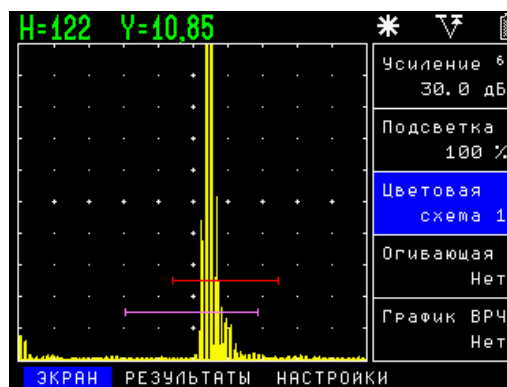 H=122 Y=10,85
Усиление 6
30.0 дБ
Подсветка
100 %
Цветовая
схема 1
Огибающая
Нет
График ВРЧ
Нет
ЭКРАН РЕЗУЛЬТАТЫ НАСТРОЙКИ